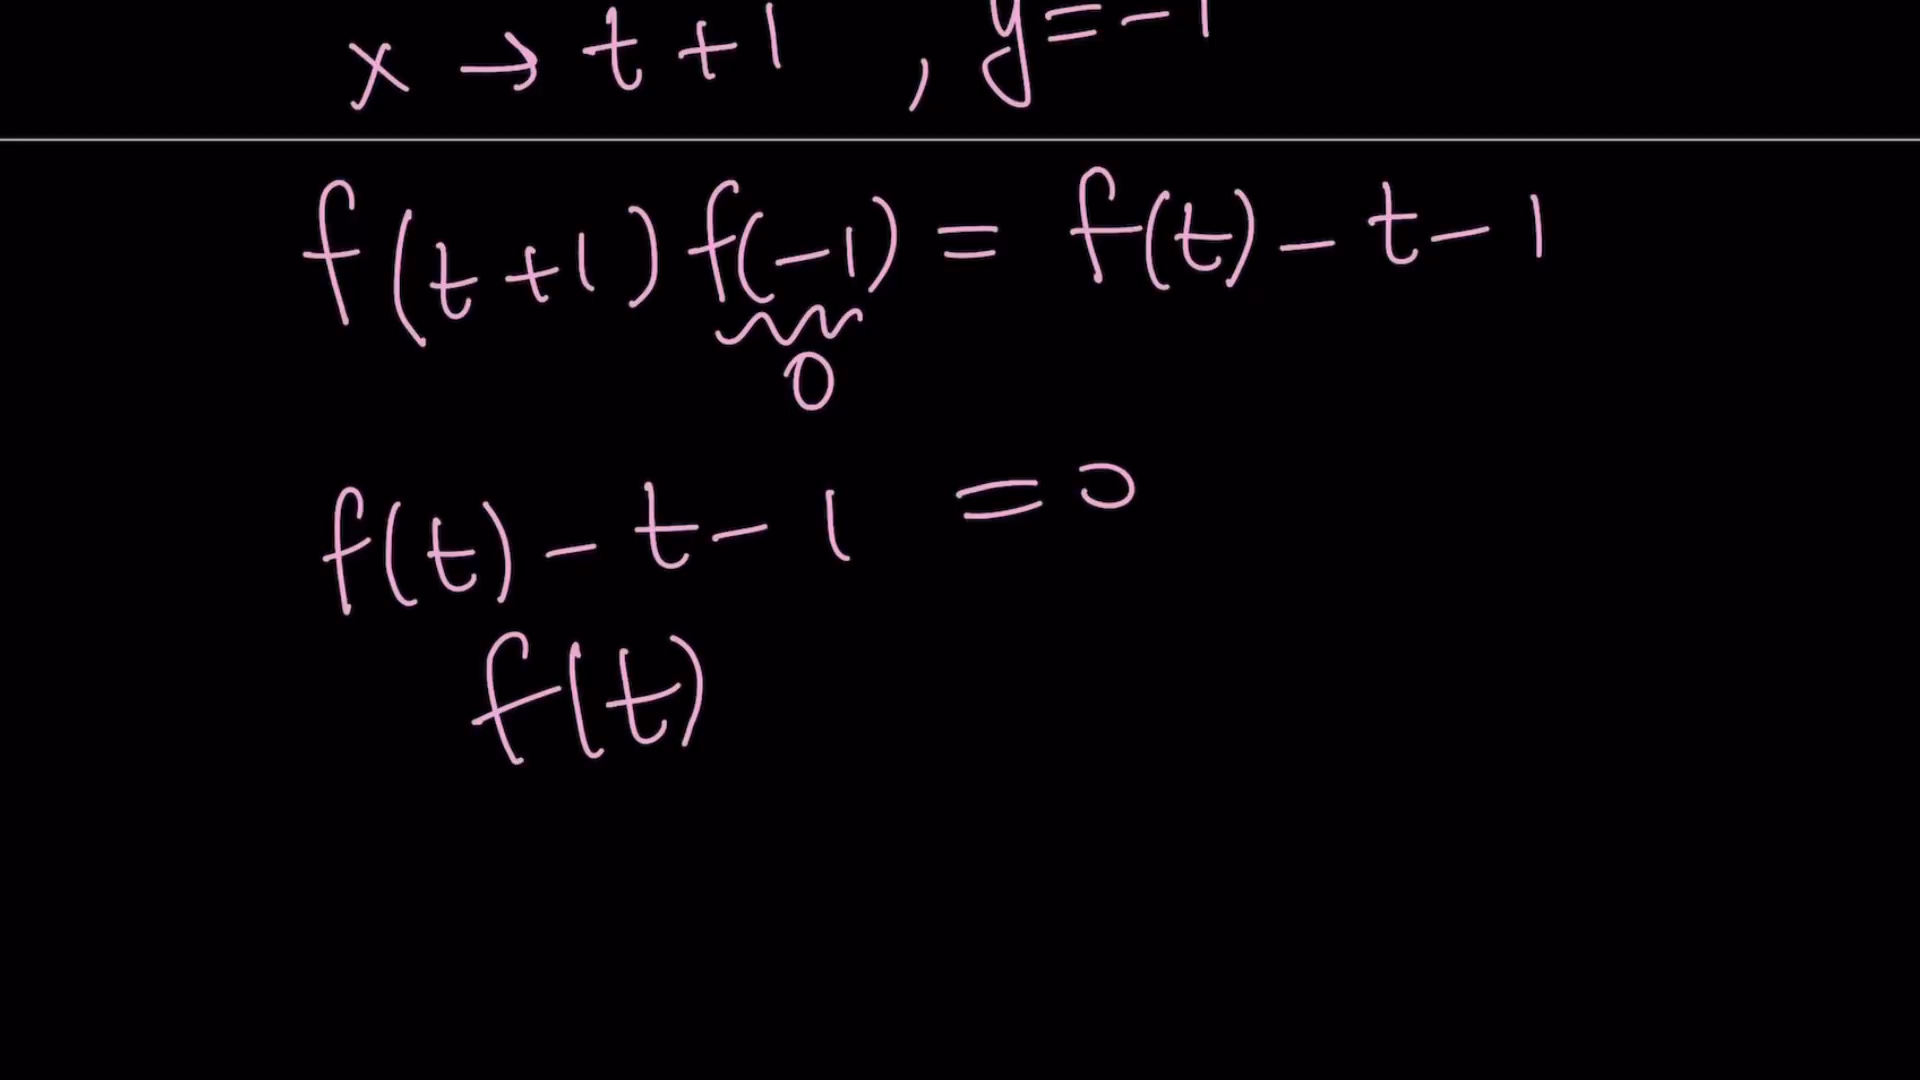 x → t + 1 , y = - 1
f(t + 1) f(-1) = f(t) - t - 1
0
f(t) - t - 1 = 0
f(t)